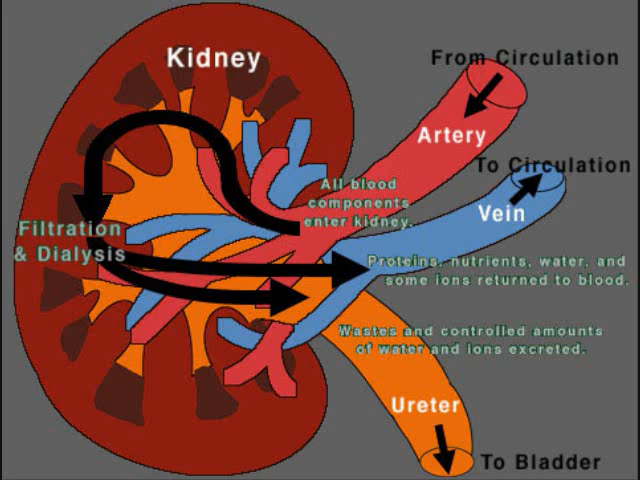 Kidney
From Circulation
Artery
To Circulation
All blood
components
enter kidney.
Vein
Filtration
& Dialysis
Proteins, nutrients, water, and
some ions returned to blood.
Wastes and controlled amounts
of water and ions excreted.
Ureter
To Bladder